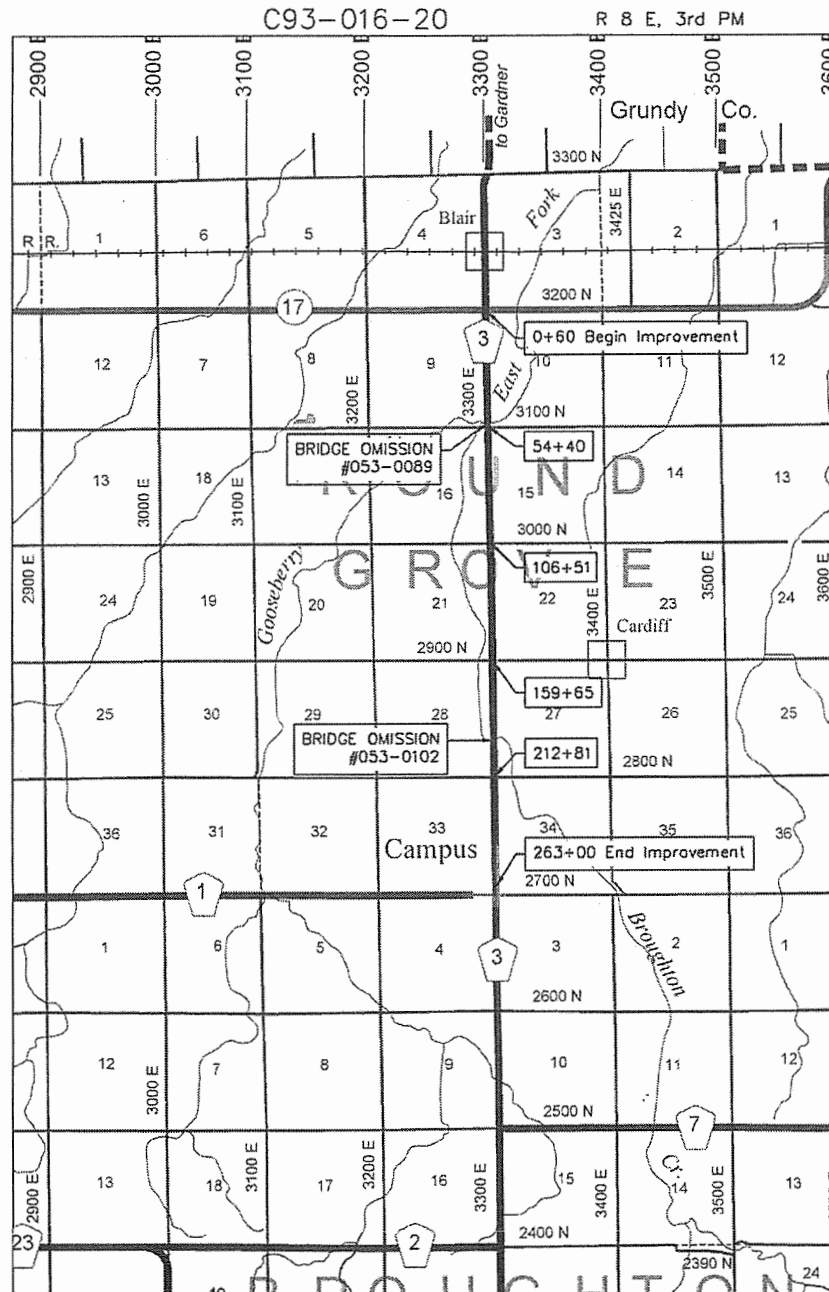 C93-016-20
R 8 E, 3rd PM
2900 3000 3100 3200 3300 3400 3500 3600
to Gardner
Grundy Co.
3300 N
R R. 1 6 5 4 Blair Fork 3 3425 E 2 1
3200 N
17
0+60 Begin Improvement
3
12 7 8 9 10 11 12
3200 E 3300 E East
3100 N
BRIDGE OMISSION
#053-0089
54+40
ROUND
13 18 16 15 14 13
3000 E 3100 E
3000 N
106+51
GROVE
2900 E 3500 E 3600 E
24 19 Gooseberry 20 21 22 3400 E 23 24
Cardiff
2900 N
159+65
25 30 29 28 27 26 25
BRIDGE OMISSION
#053-0102
212+81
2800 N
36 31 32 33 34 35 36
Campus
263+00 End Improvement
2700 N
1
1 6 5 4 3 2 1
3
Broughton
2600 N
12 7 8 9 10 11 12
3000 E
2500 N
7
13 18 17 16 15 14 13
2900 E 3100 E 3200 E 3300 E 3400 E Cr. 3500 E
2400 N
23 2
2390 N
24
BROUGHTON